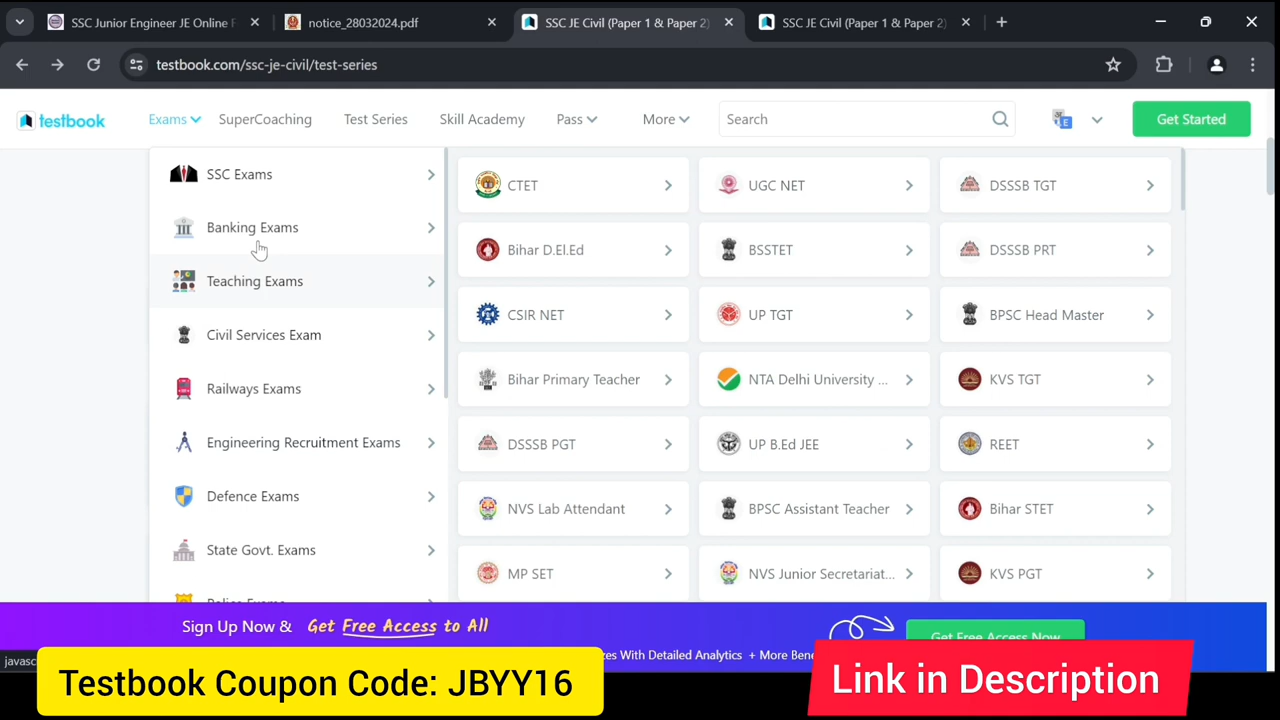 SSC Junior Engineer JE Online F
notice_28032024.pdf
SSC JE Civil (Paper 1 & Paper 2)
SSC JE Civil (Paper 1 & Paper 2)
testbook.com/ssc-je-civil/test-series
testbook
Exams
SuperCoaching
Test Series
Skill Academy
Pass
More
Search
E
Get Started
SSC Exams
Banking Exams
Teaching Exams
Civil Services Exam
Railways Exams
Engineering Recruitment Exams
Defence Exams
State Govt. Exams
Police Exams
CTET
UGC NET
DSSSB TGT
Bihar D.El.Ed
BSSTET
DSSSB PRT
CSIR NET
UP TGT
BPSC Head Master
Bihar Primary Teacher
NTA Delhi University ...
KVS TGT
DSSSB PGT
UP B.Ed JEE
REET
NVS Lab Attendant
BPSC Assistant Teacher
Bihar STET
MP SET
NVS Junior Secretariat...
KVS PGT
Sign Up Now & Get Free Access to All
Get Free Access Now
With Detailed Analytics + More
Testbook Coupon Code: JBYY16
Link in Description